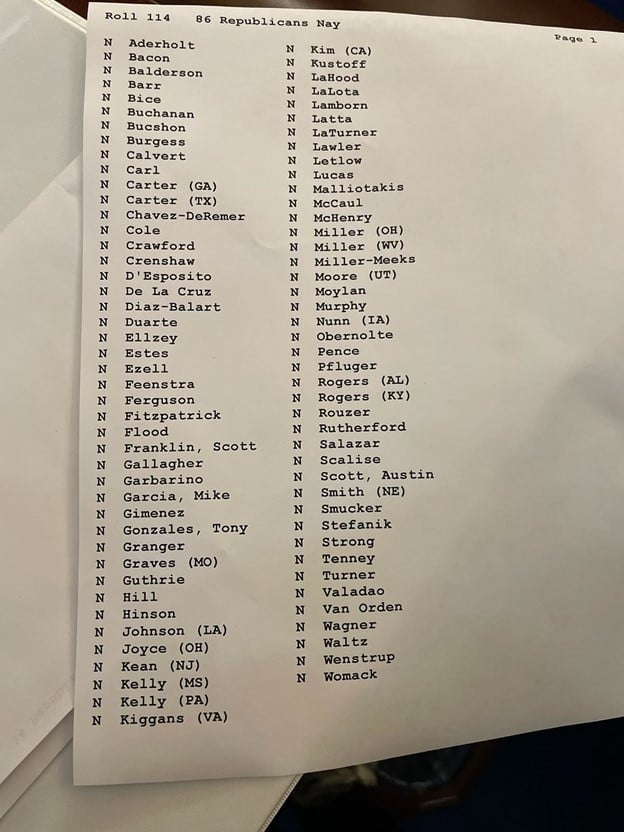 Roll 114 86 Republicans Nay
Page 1
N Aderholt
N Bacon
N Balderson
N Barr
N Bice
N Buchanan
N Bucshon
N Burgess
N Calvert
N Carl
N Carter (GA)
N Carter (TX)
N Chavez-DeRemer
N Cole
N Crawford
N Crenshaw
N D'Esposito
N De La Cruz
N Diaz-Balart
N Duarte
N Ellzey
N Estes
N Ezell
N Feenstra
N Ferguson
N Fitzpatrick
N Flood
N Franklin, Scott
N Gallagher
N Garbarino
N Garcia, Mike
N Gimenez
N Gonzales, Tony
N Granger
N Graves (MO)
N Guthrie
N Hill
N Hinson
N Johnson (LA)
N Joyce (OH)
N Kean (NJ)
N Kelly (MS)
N Kelly (PA)
N Kiggans (VA)
N Kim (CA)
N Kustoff
N LaHood
N LaLota
N Lamborn
N Latta
N LaTurner
N Lawler
N Letlow
N Lucas
N Malliotakis
N McCaul
N McHenry
N Miller (OH)
N Miller (WV)
N Miller-Meeks
N Moore (UT)
N Moylan
N Murphy
N Nunn (IA)
N Obernolte
N Pence
N Pfluger
N Rogers (AL)
N Rogers (KY)
N Rouzer
N Rutherford
N Salazar
N Scalise
N Scott, Austin
N Smith (NE)
N Smucker
N Stefanik
N Strong
N Tenney
N Turner
N Valadao
N Van Orden
N Wagner
N Waltz
N Wenstrup
N Womack